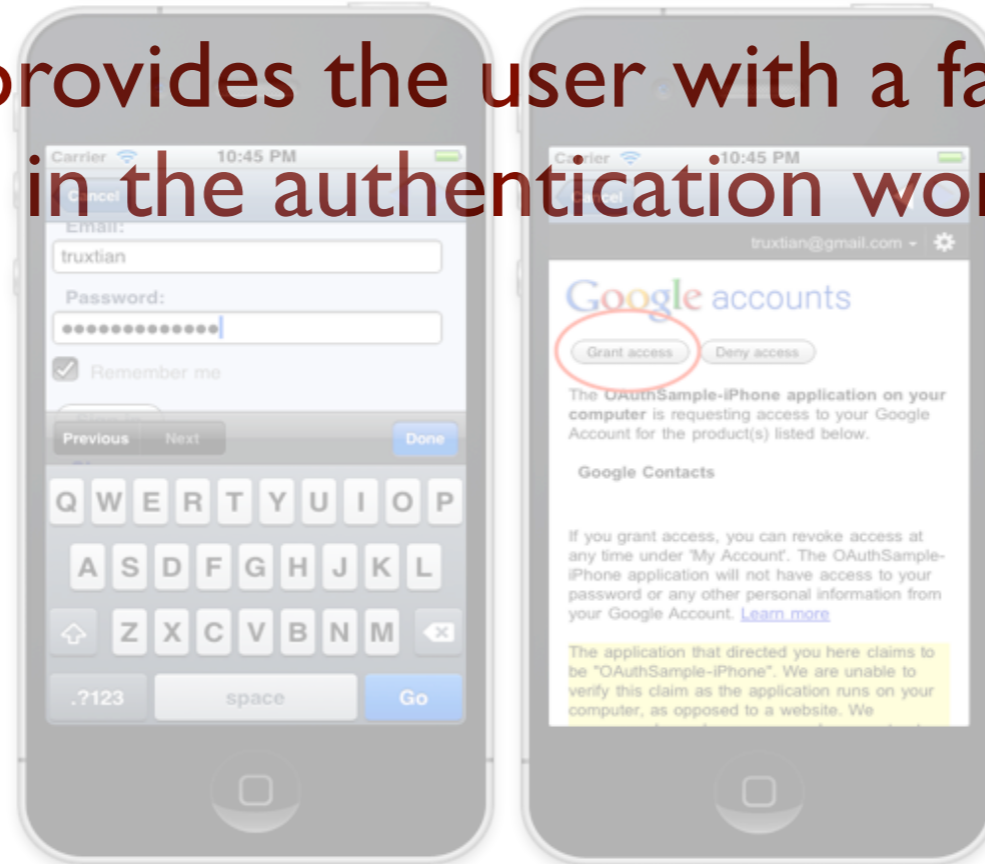 provides the user with a fa
in the authentication wor
Carrier 10:45 PM
Cancel
Email:
truxtian
Password:
•••••••••••••
Remember me
Previous Next Done
Q W E R T Y U I O P
A S D F G H J K L
Z X C V B N M
.?123 space Go
Carrier 10:45 PM
Cancel
truxtian@gmail.com
Google accounts
Grant access Deny access
The OAuthSample-iPhone application on your
computer is requesting access to your Google
Account for the product(s) listed below.
Google Contacts
If you grant access, you can revoke access at
any time under 'My Account'. The OAuthSample-
iPhone application will not have access to your
password or any other personal information from
your Google Account. Learn more
The application that directed you here claims to
be "OAuthSample-iPhone". We are unable to
verify this claim as the application runs on your
computer, as opposed to a website. We